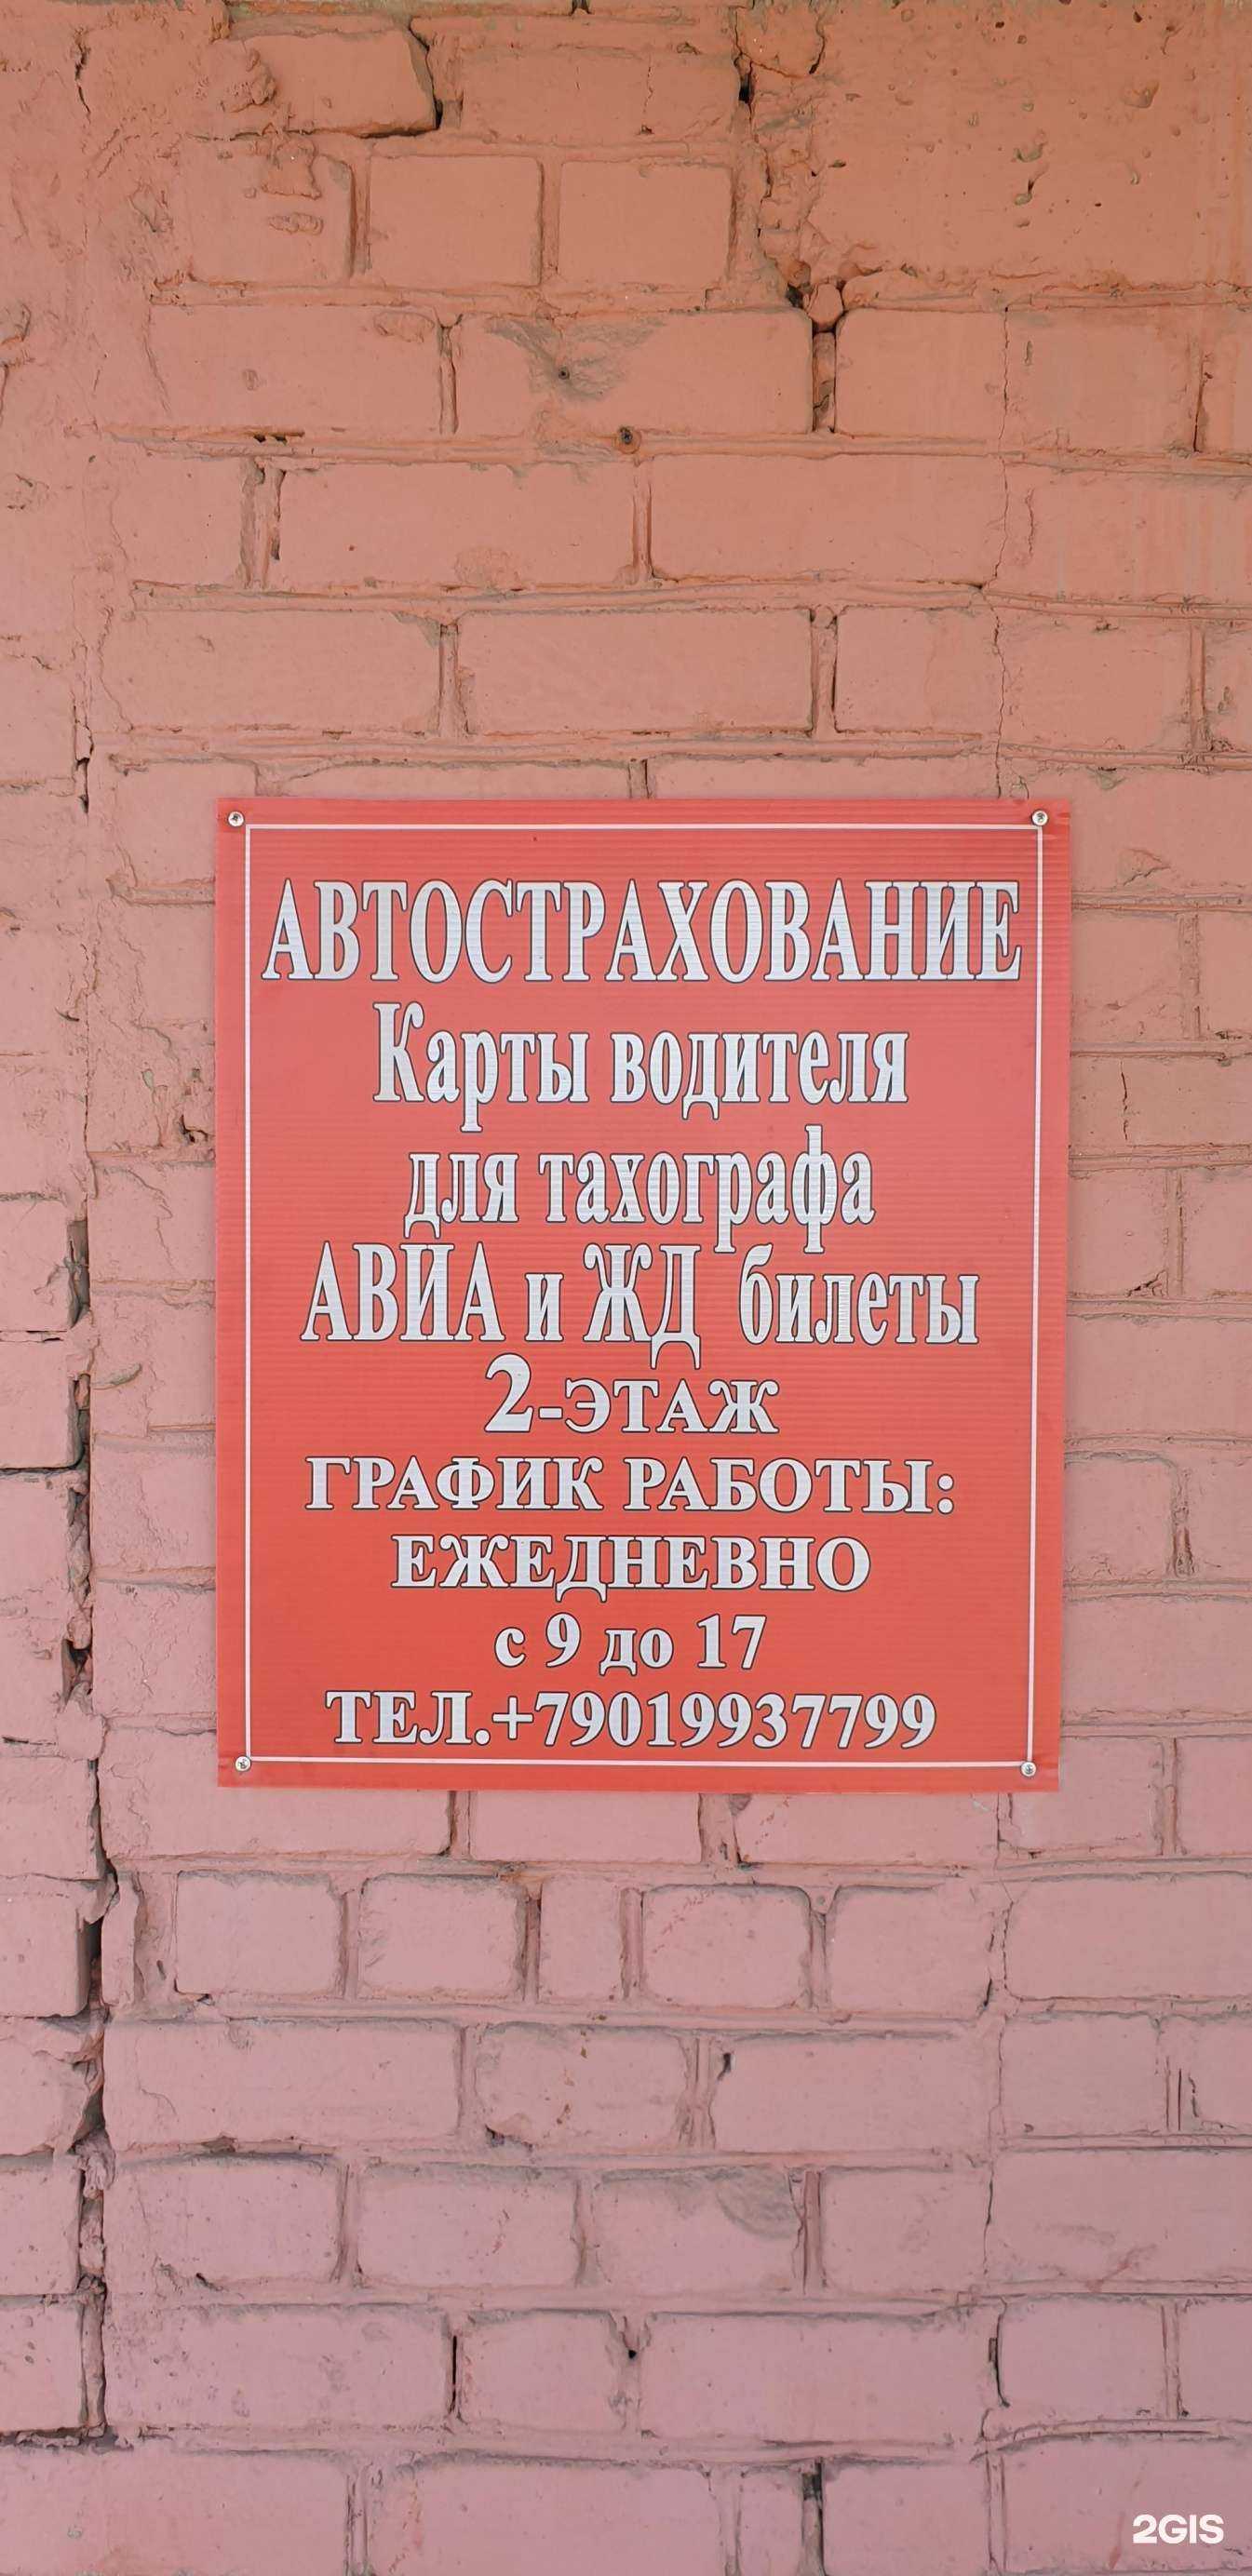 АВТОСТРАХОВАНИЕ
Карты водителя
для тахографа
АВИА и ЖД билеты
2-ЭТАЖ
ГРАФИК РАБОТЫ:
ЕЖЕДНЕВНО
с 9 до 17
ТЕЛ.+79019937799
2GIS